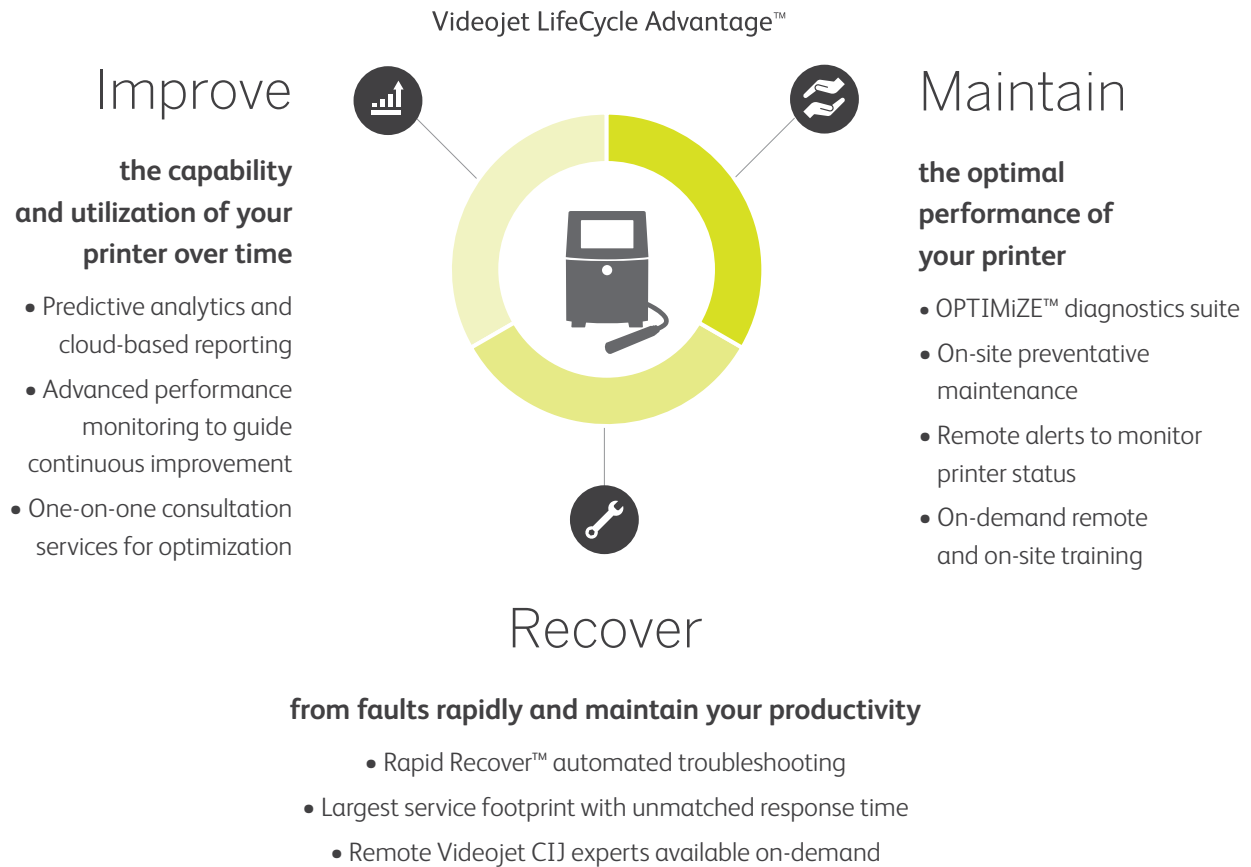 Videojet LifeCycle Advantage™
Improve
the capability
and utilization of your
printer over time
• Predictive analytics and
cloud-based reporting
• Advanced performance
monitoring to guide
continuous improvement
• One-on-one consultation
services for optimization
Maintain
the optimal
performance of
your printer
• OPTIMiZE™ diagnostics suite
• On-site preventative
maintenance
• Remote alerts to monitor
printer status
• On-demand remote
and on-site training
Recover
from faults rapidly and maintain your productivity
• Rapid Recover™ automated troubleshooting
• Largest service footprint with unmatched response time
• Remote Videojet CIJ experts available on-demand